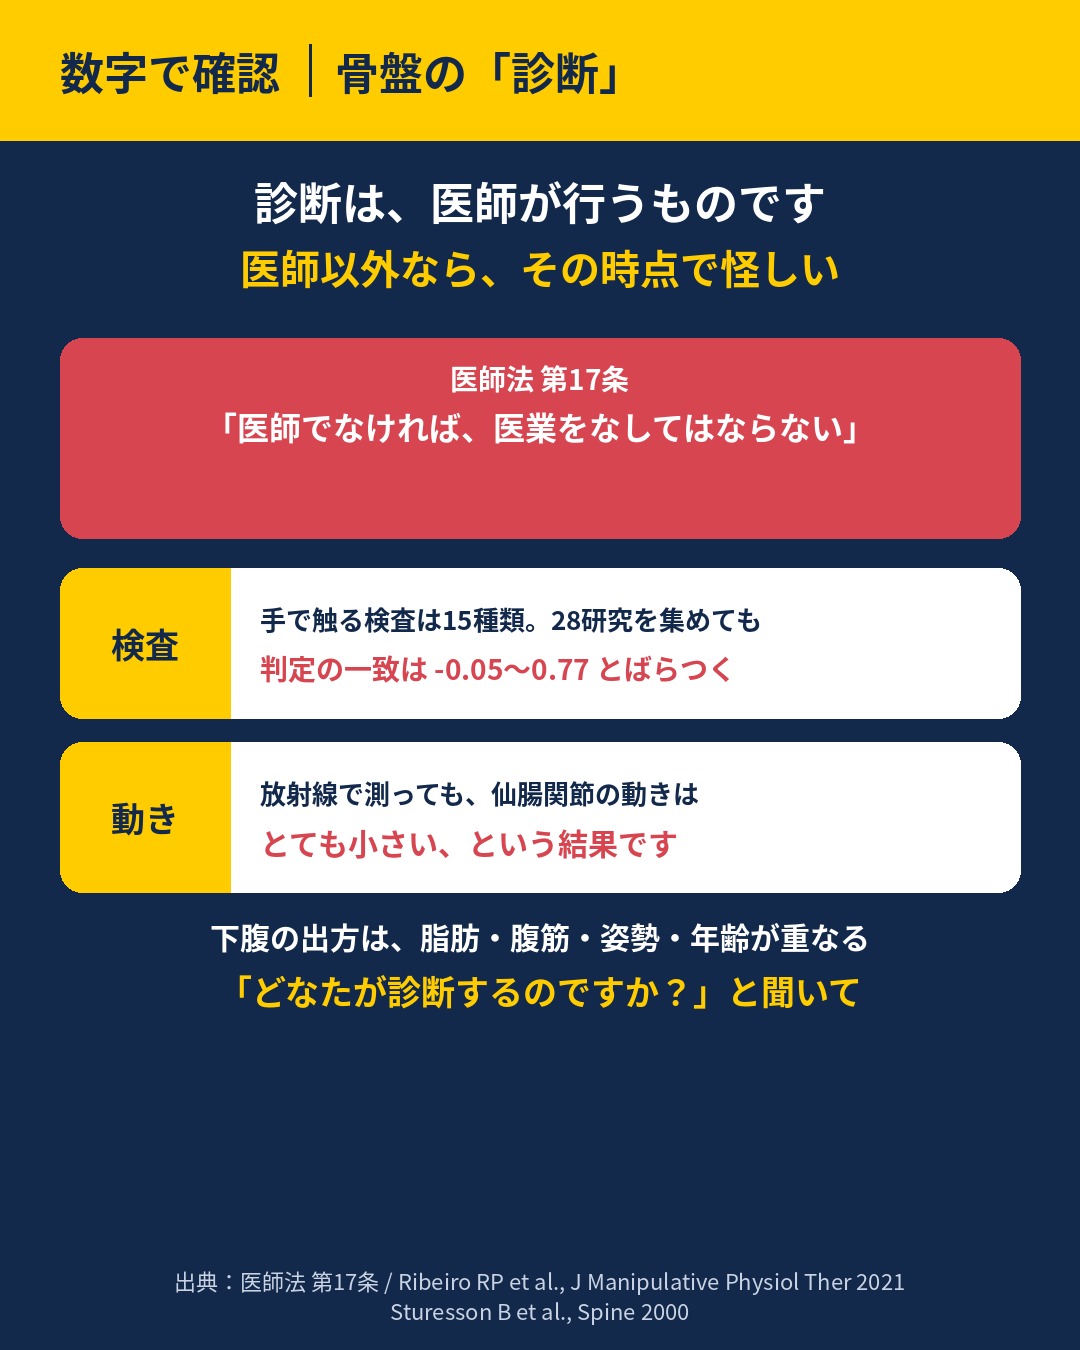 数字で確認｜骨盤の「診断」
診断は、医師が行うものです
医師以外なら、その時点で怪しい
医師法 第17条
「医師でなければ、医業をなしてはならない」
検査
手で触る検査は15種類。28研究を集めても
判定の一致は -0.05〜0.77 とばらつく
動き
放射線で測っても、仙腸関節の動きは
とても小さい、という結果です
下腹の出方は、脂肪・腹筋・姿勢・年齢が重なる
「どなたが診断するのですか？」と聞いて
出典：医師法 第17条 / Ribeiro RP et al., J Manipulative Physiol Ther 2021
Sturesson B et al., Spine 2000